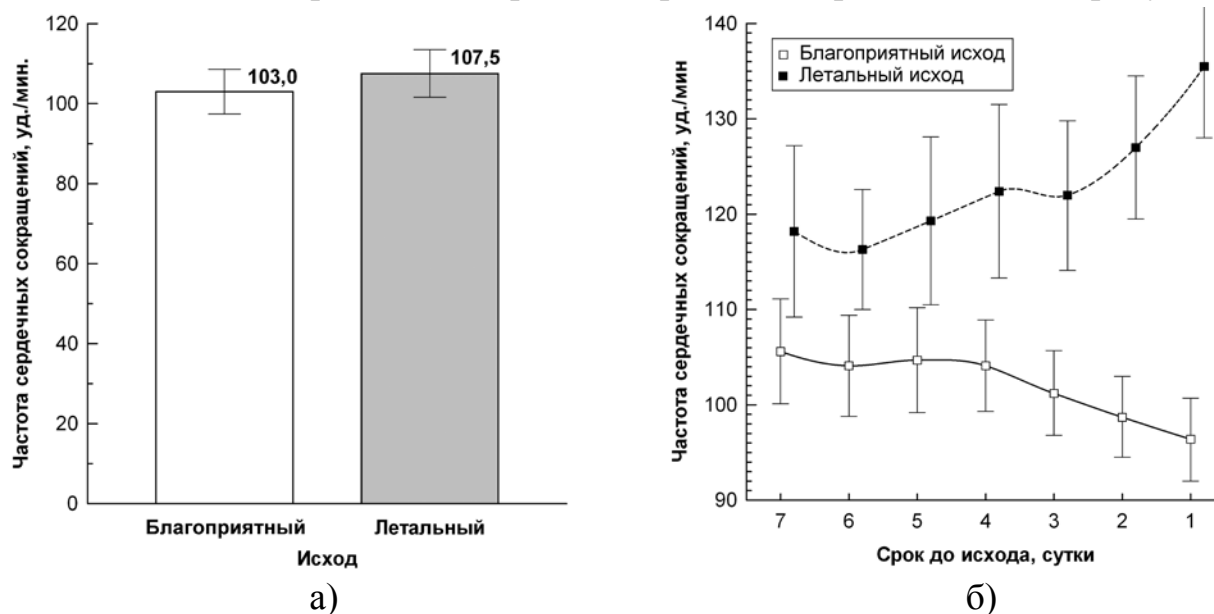 120
100
80
60
40
20
0
Частота сердечных сокращений, уд./мин.
103,0
107,5
Благоприятный
Летальный
Исход
а)
140
130
120
110
100
90
Частота сердечных сокращений, уд./мин
Благоприятный исход
Летальный исход
7 6 5 4 3 2 1
Срок до исхода, сутки
б)